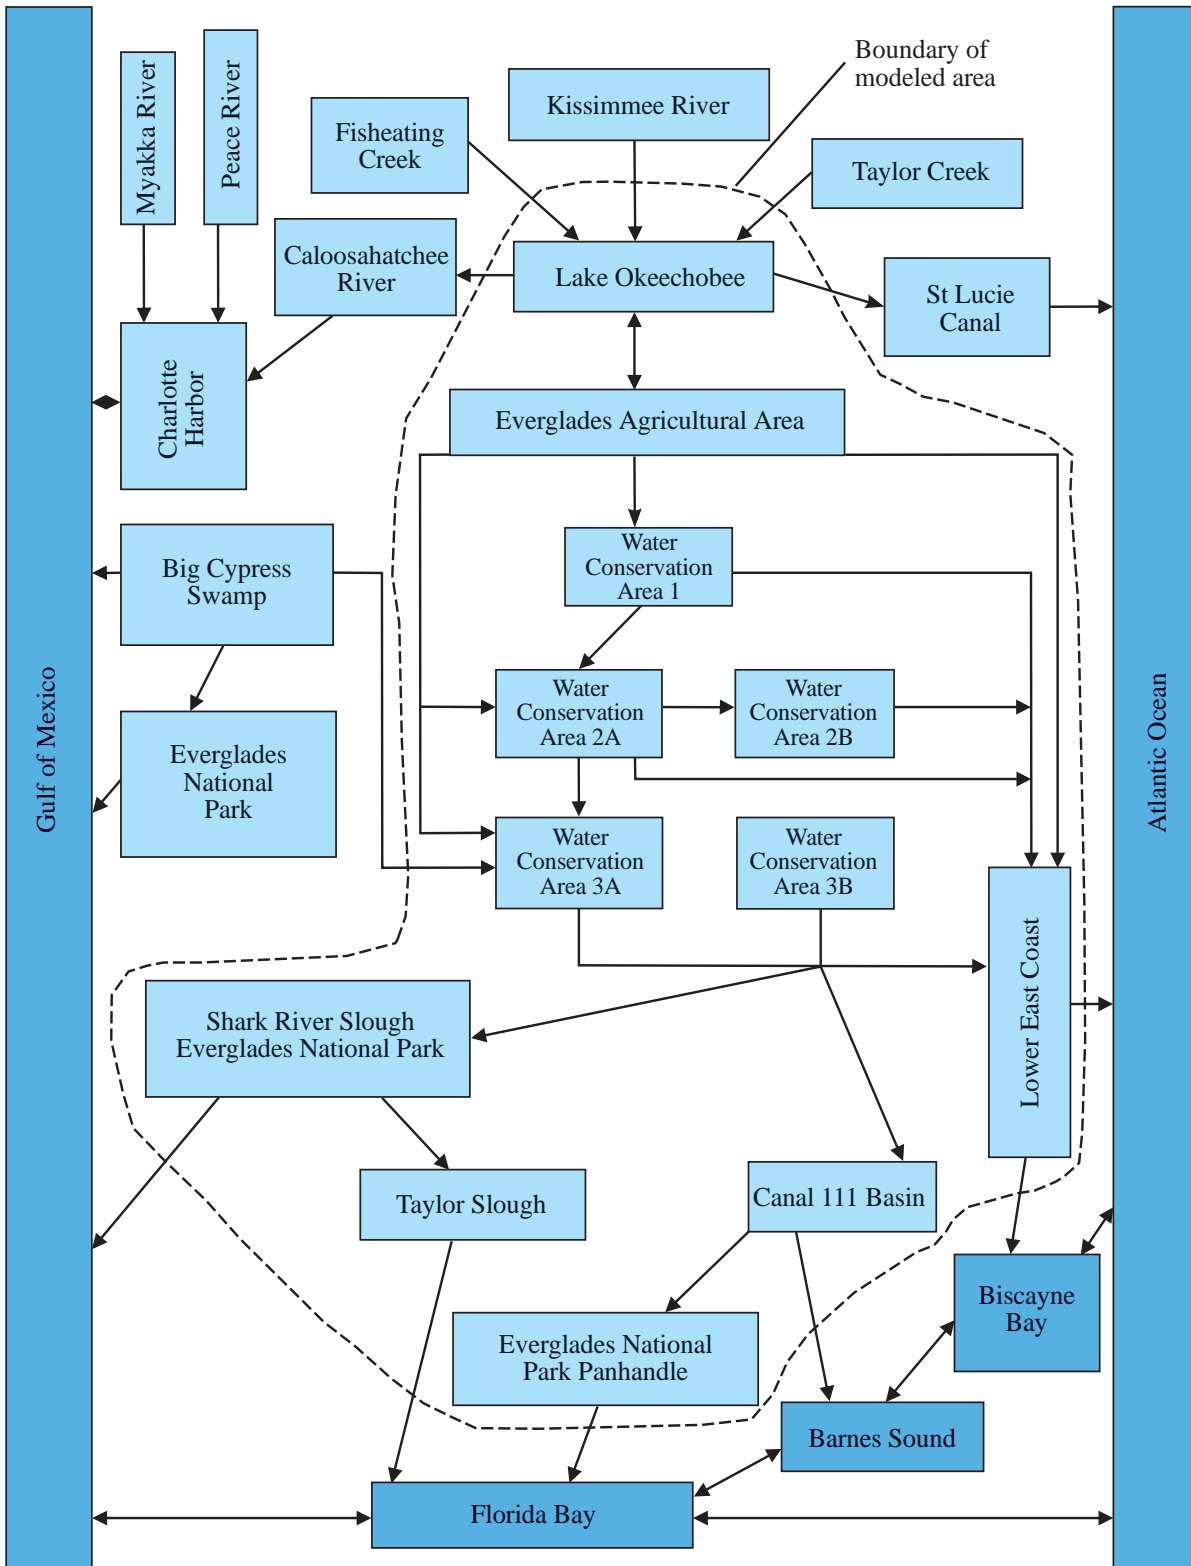 Boundary of
modeled area
Myakka River
Peace River
Fisheating
Creek
Kissimmee River
Taylor Creek
Caloosahatchee
River
Lake Okeechobee
St Lucie
Canal
Charlotte
Harbor
Everglades Agricultural Area
Big Cypress
Swamp
Water
Conservation
Area 1
Gulf of Mexico
Atlantic Ocean
Everglades
National
Park
Water
Conservation
Area 2A
Water
Conservation
Area 2B
Water
Conservation
Area 3A
Water
Conservation
Area 3B
Lower East Coast
Shark River Slough
Everglades National Park
Taylor Slough
Canal 111 Basin
Biscayne
Bay
Everglades National
Park Panhandle
Barnes Sound
Florida Bay